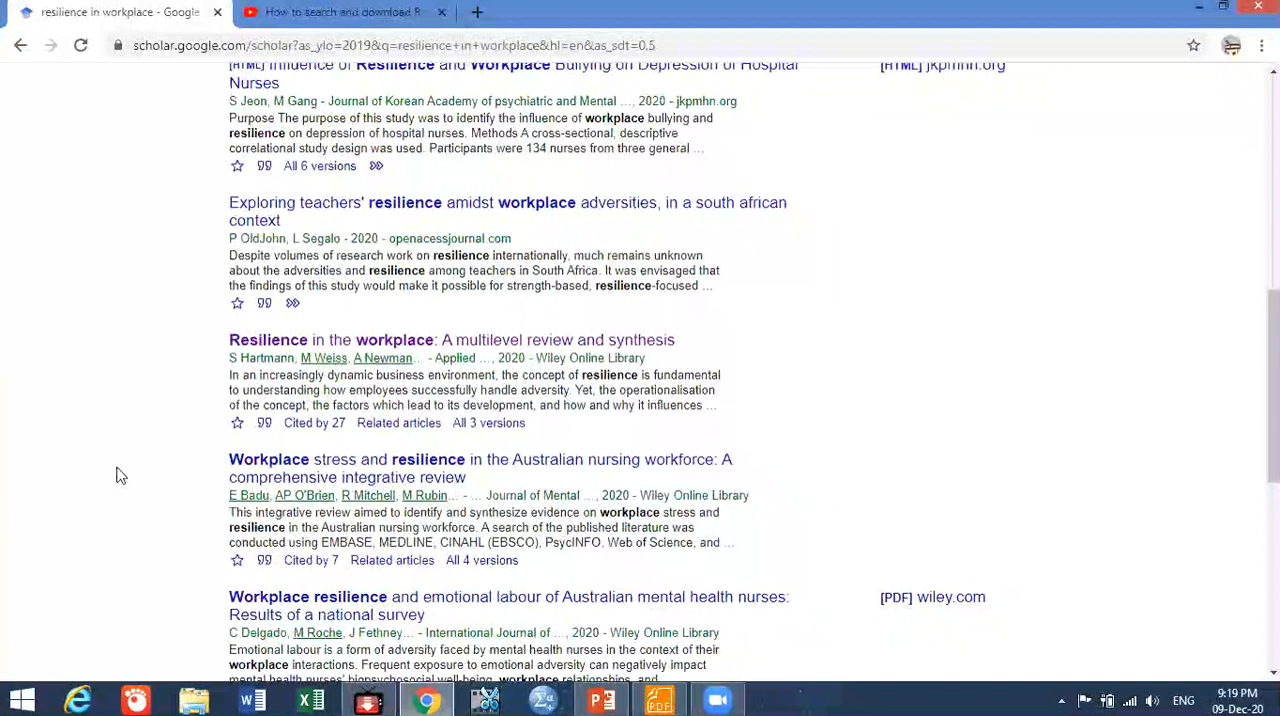 resilience in workplace - Google
How to search and download R
scholar.google.com/scholar?as_ylo=2019&q=resilience+in+workplace&hl=en&as_sdt=0,5
[HTML] Influence of Resilience and Workplace Bullying on Depression of Hospital
Nurses
[HTML] jkpmhn.org
S Jeon, M Gang - Journal of Korean Academy of psychiatric and Mental …, 2020 - jkpmhn.org
Purpose The purpose of this study was to identify the influence of workplace bullying and
resilience on depression of hospital nurses. Methods A cross-sectional, descriptive
correlational study design was used. Participants were 134 nurses from three general …
All 6 versions
Exploring teachers' resilience amidst workplace adversities, in a south african
context
P OldJohn, L Segalo - 2020 - openacessjournal.com
Despite volumes of research work on resilience internationally, much remains unknown
about the adversities and resilience among teachers in South Africa. It was envisaged that
the findings of this study would make it possible for strength-based, resilience-focused …
Resilience in the workplace: A multilevel review and synthesis
S Hartmann, M Weiss, A Newman… - Applied …, 2020 - Wiley Online Library
In an increasingly dynamic business environment, the concept of resilience is fundamental
to understanding how employees successfully handle adversity. Yet, the operationalisation
of the concept, the factors which lead to its development, and how and why it influences …
Cited by 27 Related articles All 3 versions
Workplace stress and resilience in the Australian nursing workforce: A
comprehensive integrative review
E Badu, AP O'Brien, R Mitchell, M Rubin… - … Journal of Mental …, 2020 - Wiley Online Library
This integrative review aimed to identify and synthesize evidence on workplace stress and
resilience in the Australian nursing workforce. A search of the published literature was
conducted using EMBASE, MEDLINE, CINAHL (EBSCO), PsycINFO, Web of Science, and …
Cited by 7 Related articles All 4 versions
Workplace resilience and emotional labour of Australian mental health nurses:
Results of a national survey
[PDF] wiley.com
C Delgado, M Roche, J Fethney… - International Journal of …, 2020 - Wiley Online Library
Emotional labour is a form of adversity faced by mental health nurses in the context of their
workplace interactions. Frequent exposure to emotional adversity can negatively impact
mental health nurses' biopsychosocial well-being, workplace relationships, and
ENG
9:19 PM
09-Dec-20